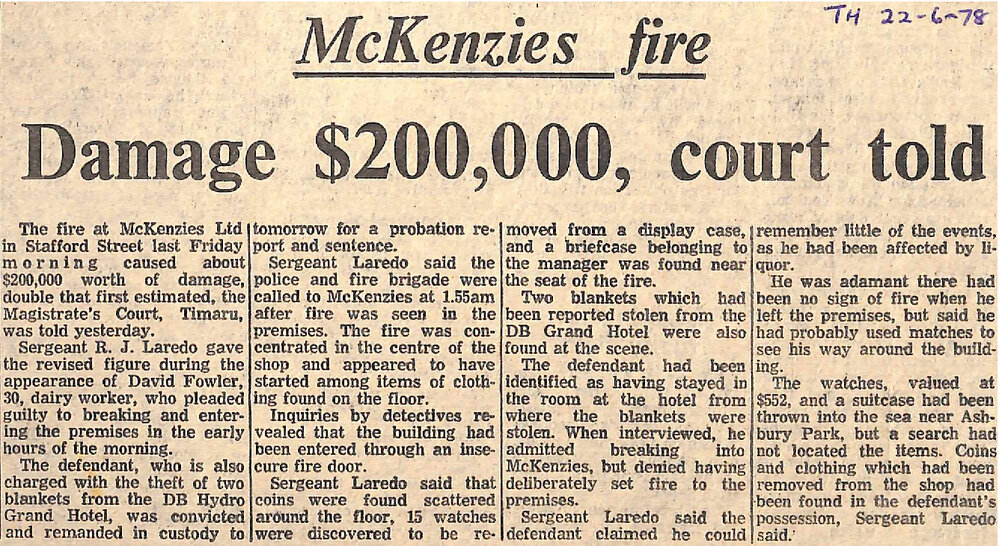 TH 22-6-78
McKenzies fire
Damage $200,000, court told
The fire at McKenzies Ltd
in Stafford Street last Friday
morning caused about
$200,000 worth of damage,
double that first estimated, the
Magistrate's Court, Timaru,
was told yesterday.
Sergeant R. J. Laredo gave
the revised figure during the
appearance of David Fowler,
30, dairy worker, who pleaded
guilty to breaking and enter-
ing the premises in the early
hours of the morning.
The defendant, who is also
charged with the theft of two
blankets from the DB Hydro
Grand Hotel, was convicted
and remanded in custody to
tomorrow for a probation re-
port and sentence.
Sergeant Laredo said the
police and fire brigade were
called to McKenzies at 1.55am
after fire was seen in the
premises. The fire was con-
centrated in the centre of the
shop and appeared to have
started among items of cloth-
ing found on the floor.
Inquiries by detectives re-
vealed that the building had
been entered through an inse-
cure fire door.
Sergeant Laredo said that
coins were found scattered
around the floor, 15 watches
were discovered to be re-
moved from a display case,
and a briefcase belonging to
the manager was found near
the seat of the fire.
Two blankets which had
been reported stolen from the
DB Grand Hotel were also
found at the scene.
The defendant had been
identified as having stayed in
the room at the hotel from
where the blankets were
stolen. When interviewed, he
admitted breaking into
McKenzies, but denied having
deliberately set fire to the
premises.
Sergeant Laredo said the
defendant claimed he could
remember little of the events,
as he had been affected by li-
quor.
He was adamant there had
been no sign of fire when he
left the premises, but said he
had probably used matches to
see his way around the build-
ing.
The watches, valued at
$552, and a suitcase had been
thrown into the sea near Ash-
bury Park, but a search had
not located the items. Coins
and clothing which had been
removed from the shop had
been found in the defendant's
possession, Sergeant Laredo
said.